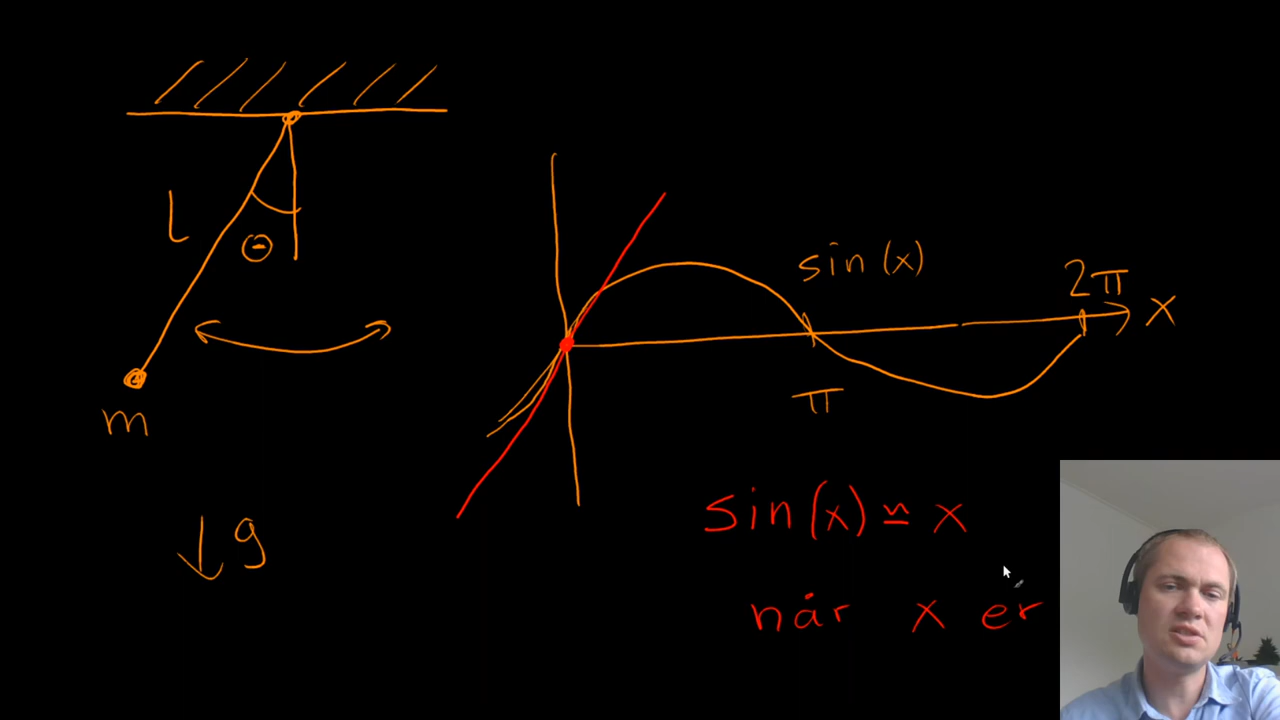 l
Θ
m
↓ g
sin(x)
2π
x
π
sin(x) ≃ x
når x er